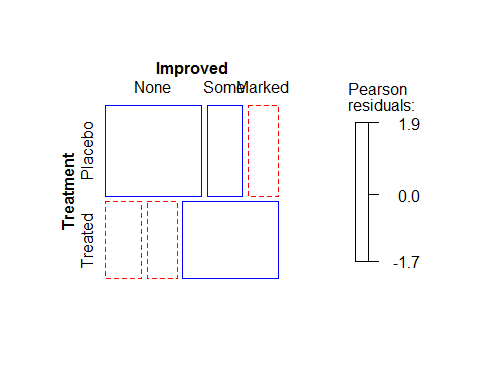 Improved
None Some Marked
Pearson
residuals:
1.9
0.0
-1.7
Treatment
Placebo
Treated